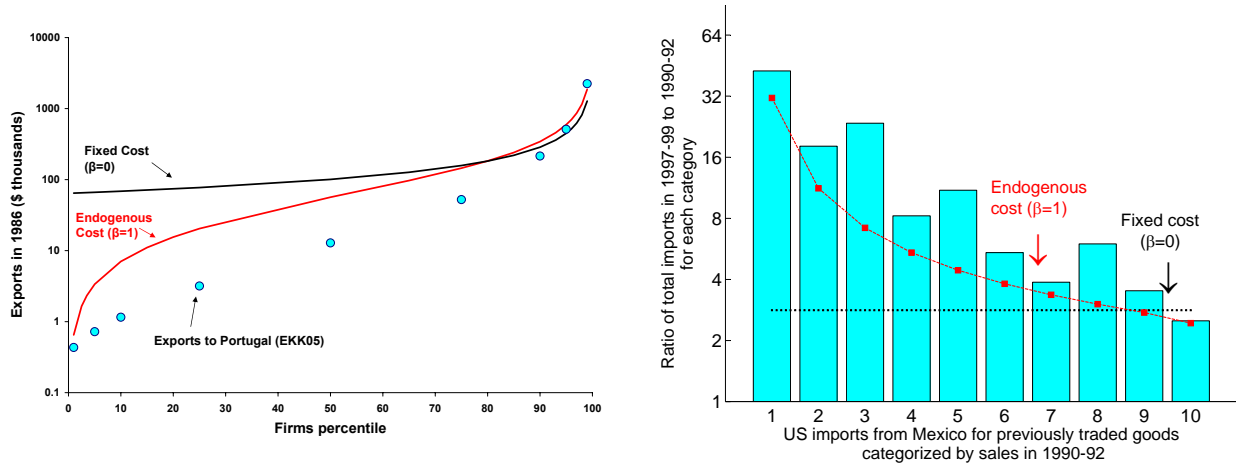 10000
1000
100
10
1
0.1
Exports in 1986 ($ thousands)
Fixed Cost
(β=0)
Endogenous
Cost (β=1)
Exports to Portugal (EKK05)
0 10 20 30 40 50 60 70 80 90 100
Firms percentile
64
32
16
8
4
2
1
Ratio of total imports in 1997-99 to 1990-92
for each category
Endogenous
cost (β=1)
Fixed cost
(β=0)
1 2 3 4 5 6 7 8 9 10
US imports from Mexico for previously traded goods
categorized by sales in 1990-92